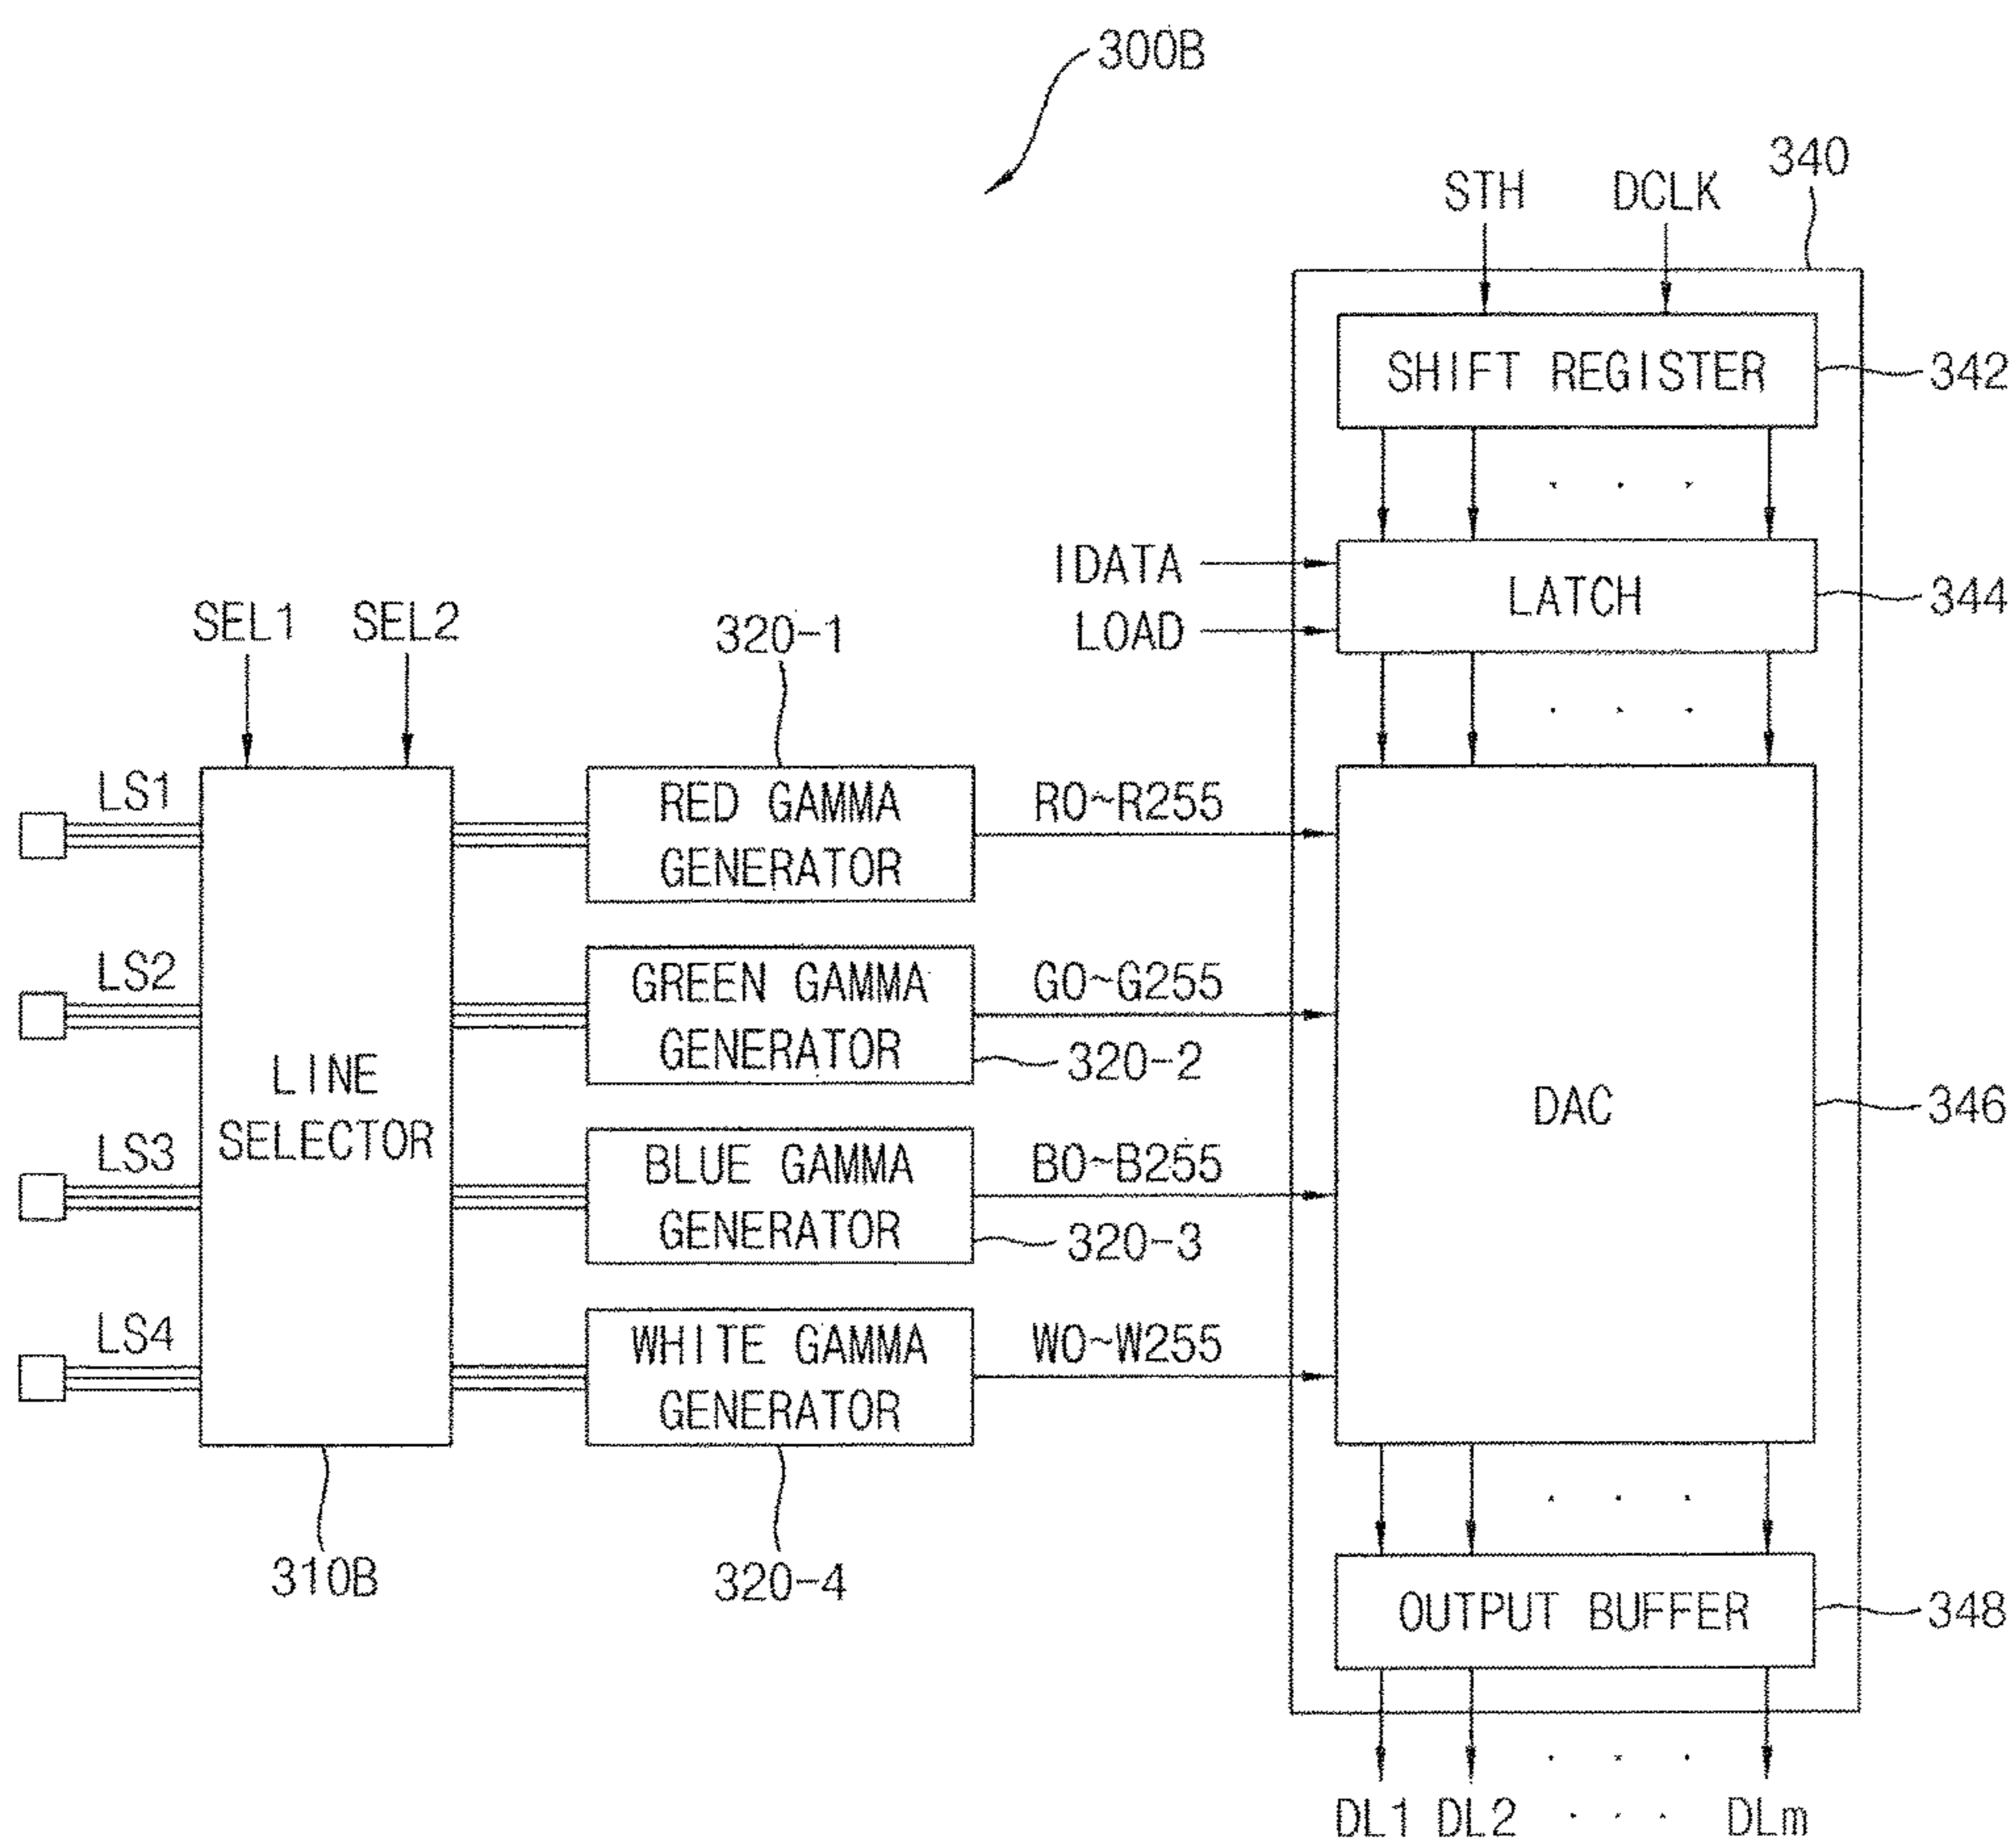 300B
340
STH DCLK
SHIFT REGISTER
342
IDATA
LOAD
LATCH
344
SEL1 SEL2
320-1
LS1
RED GAMMA
GENERATOR
R0~R255
LS2
GREEN GAMMA
GENERATOR
G0~G255
320-2
LINE
SELECTOR
DAC
346
LS3
BLUE GAMMA
GENERATOR
B0~B255
320-3
LS4
WHITE GAMMA
GENERATOR
W0~W255
310B
320-4
OUTPUT BUFFER
348
DL1 DL2 · · · DLm